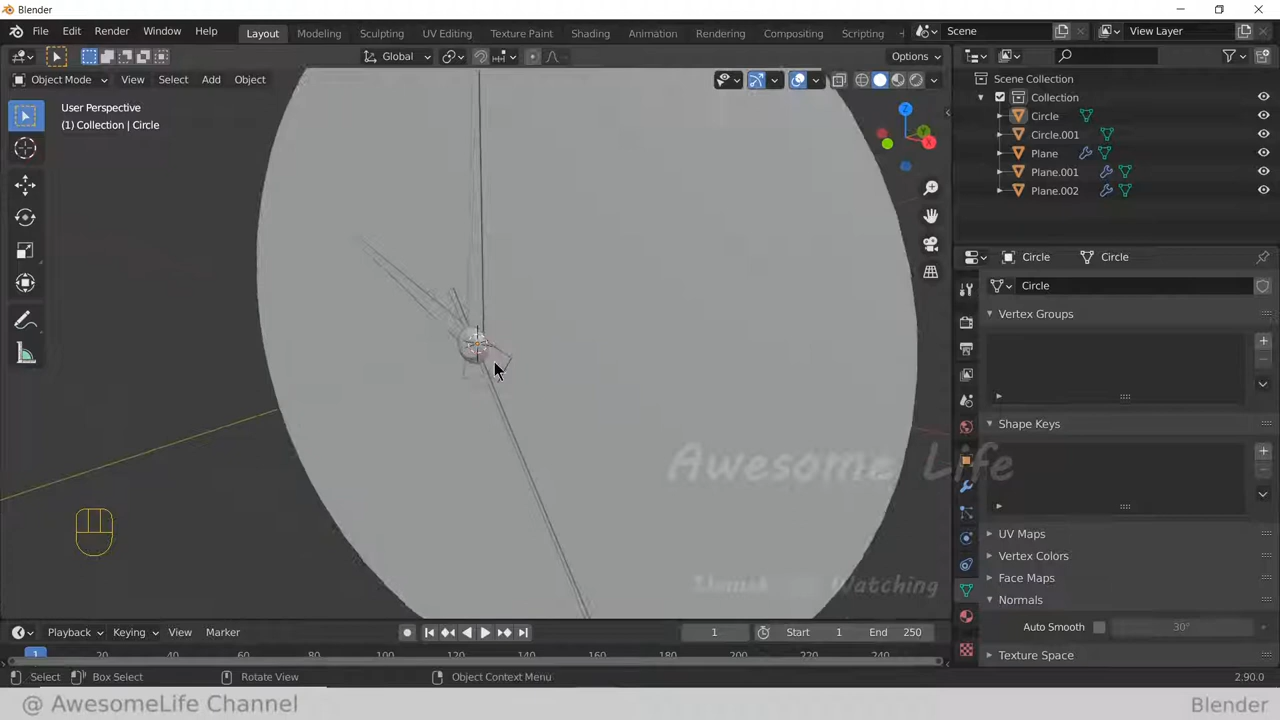 Blender
File Edit Render Window Help Layout Modeling Sculpting UV Editing Texture Paint Shading Animation Rendering Compositing Scripting Scene View Layer
Global Options
Object Mode View Select Add Object
User Perspective
(1) Collection | Circle
Scene Collection
Collection
Circle
Circle.001
Plane
Plane.001
Plane.002
Circle Circle
Circle
Vertex Groups
Shape Keys
Awesome Life
UV Maps
Vertex Colors
Face Maps
Watching
Normals
Auto Smooth 30°
Texture Space
Playback Keying View Marker 1 Start 1 End 250
1 20 40 60 80 100 120 140 160 180 200 220 240
Select Box Select Rotate View Object Context Menu 2.90.0
@ AwesomeLife Channel Blender